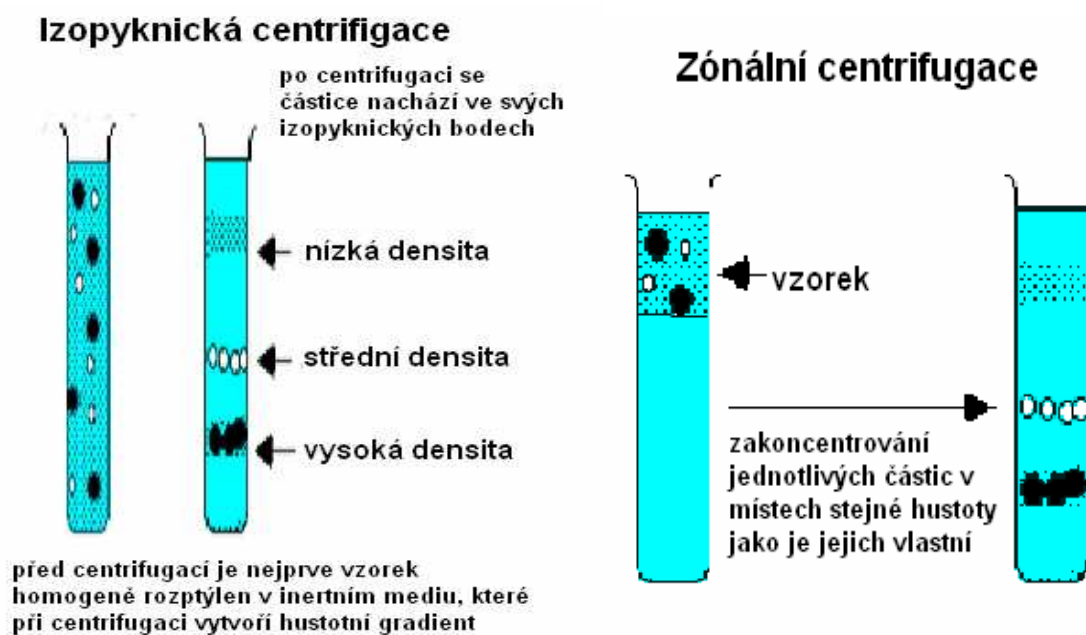 Izopyknická centrifigace
po centrifugaci se
částice nachází ve svých
izopyknických bodech
nízká densita
střední densita
vysoká densita
před centrifugací je nejprve vzorek
homogeně rozptýlen v inertním mediu, které
při centrifugaci vytvoří hustotní gradient
Zónální centrifugace
vzorek
zakoncentrování
jednotlivých částic v
místech stejné hustoty
jako je jejich vlastní